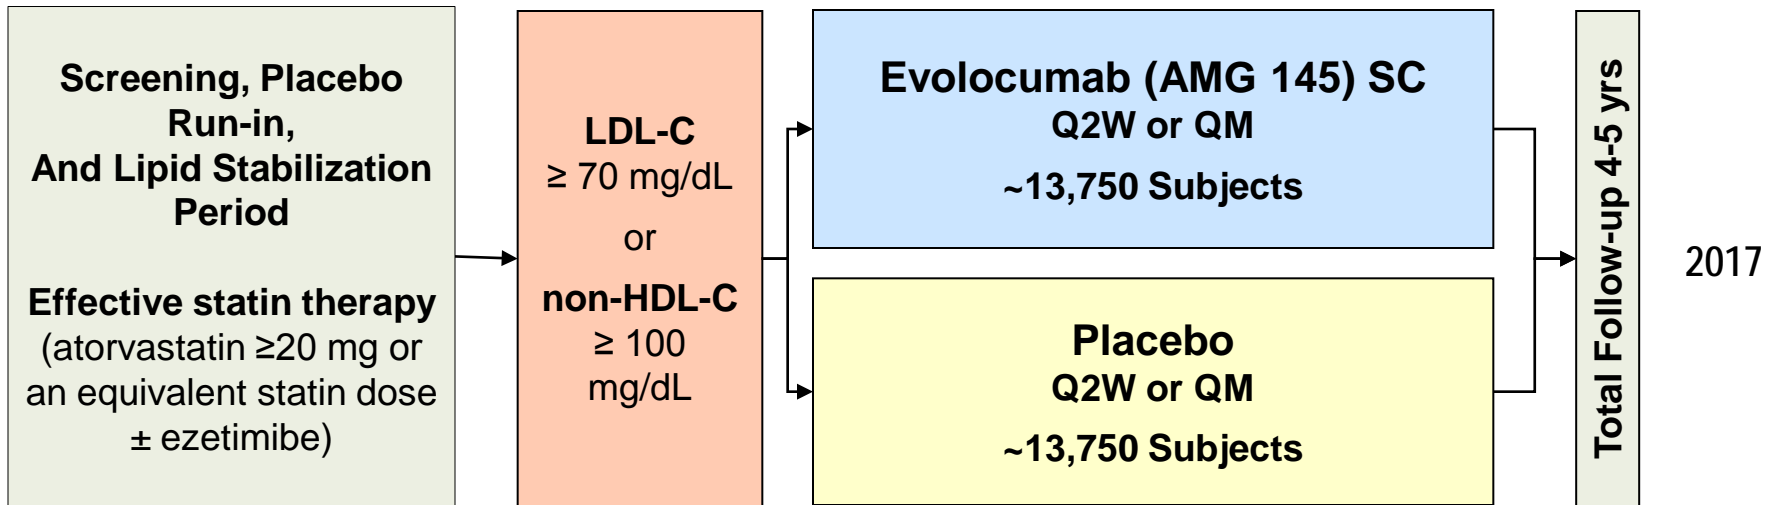 Screening, Placebo
Run-in,
And Lipid Stabilization
Period
Effective statin therapy
(atorvastatin ≥20 mg or
an equivalent statin dose
± ezetimibe)
LDL-C
≥ 70 mg/dL
or
non-HDL-C
≥ 100
mg/dL
Evolocumab (AMG 145) SC
Q2W or QM
~13,750 Subjects
Placebo
Q2W or QM
~13,750 Subjects
Total Follow-up 4-5 yrs
2017